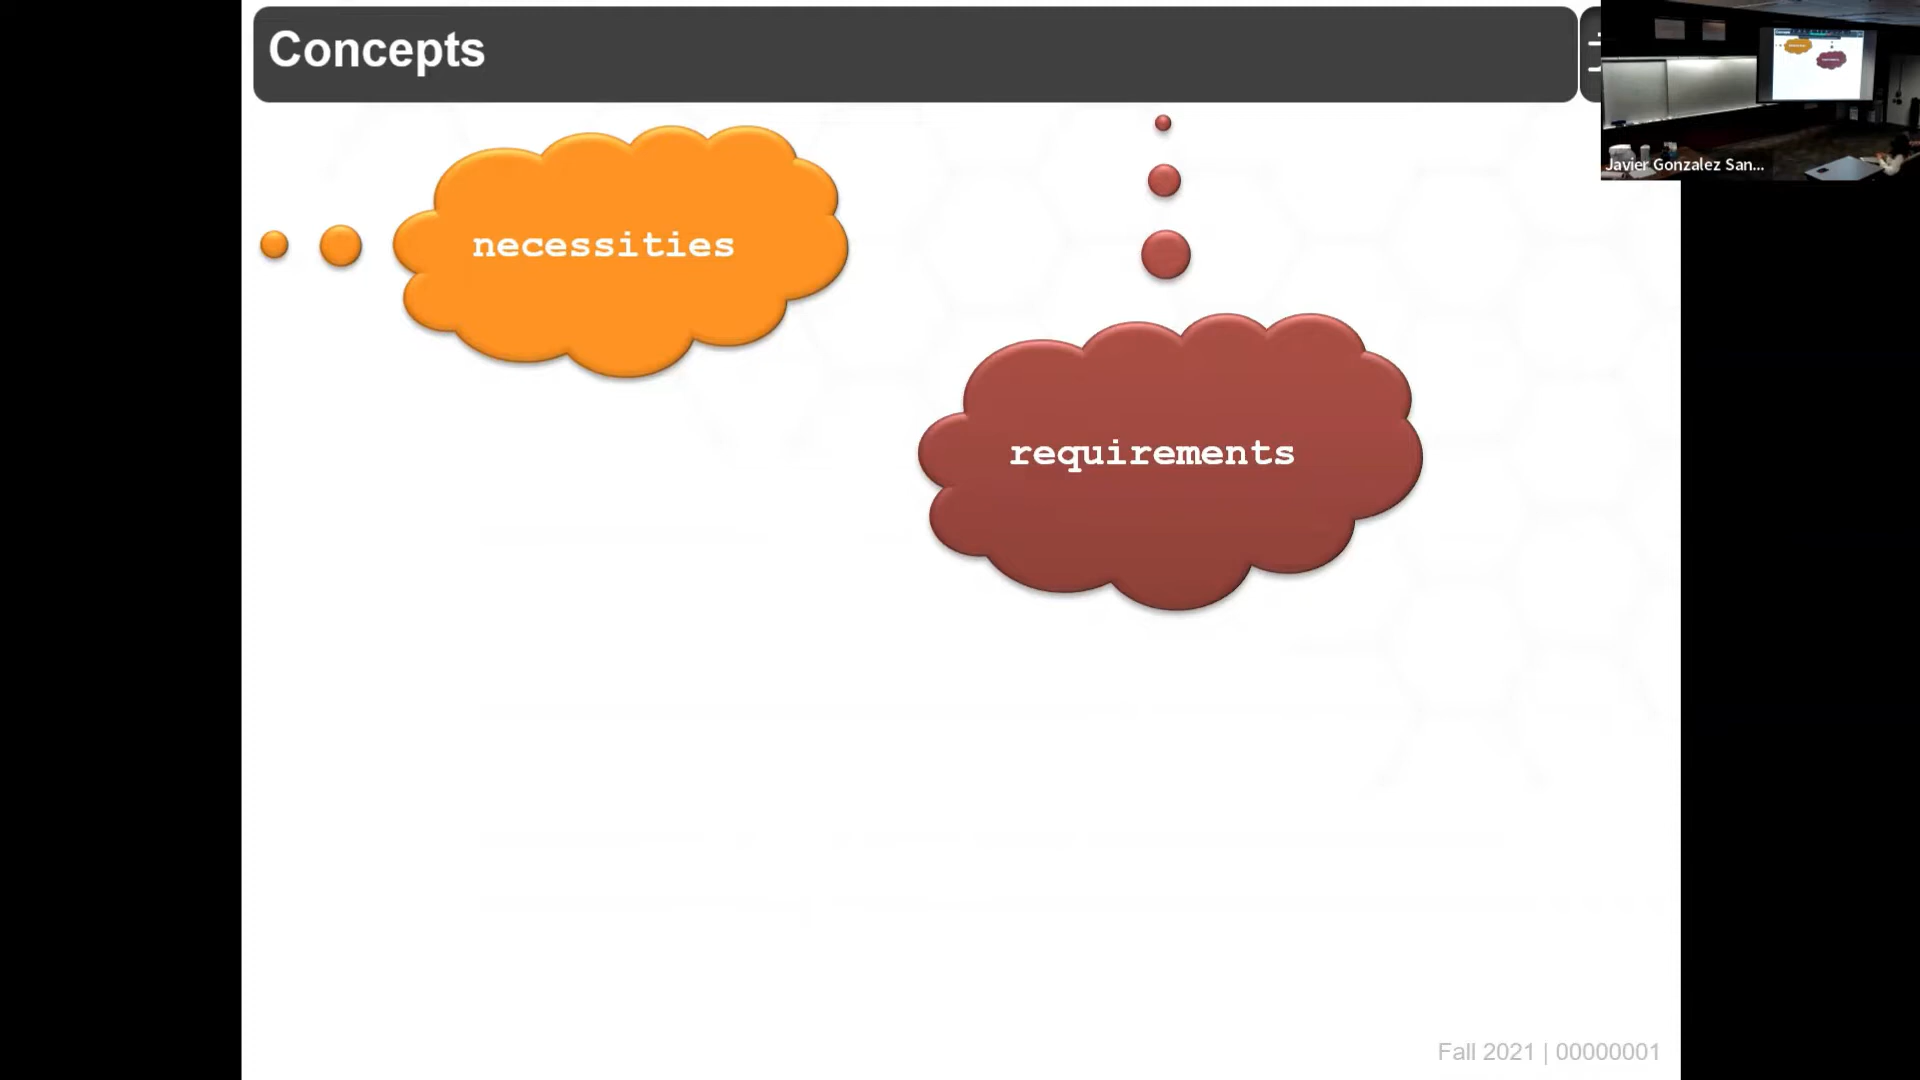 Concepts
necessities
requirements
Javier Gonzalez San...
Fall 2021 | 00000001